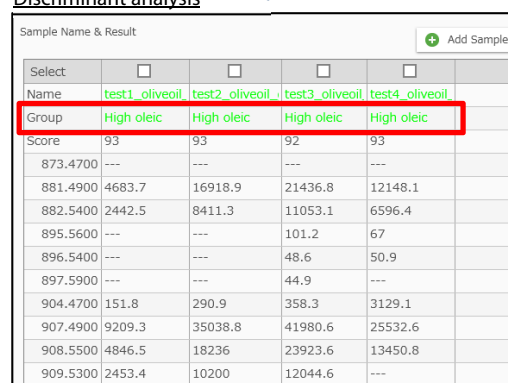 Discriminant analysis
Sample Name & Result
Add Sample
Select
Name test1_oliveoil_ test2_oliveoil_ test3_oliveoil_ test4_oliveoil_
Group High oleic High oleic High oleic High oleic
Score 93 93 92 93
873.4700 --- --- --- ---
881.4900 4683.7 16918.9 21436.8 12148.1
882.5400 2442.5 8411.3 11053.1 6596.4
895.5600 --- --- 101.2 67
896.5400 --- --- 48.6 50.9
897.5900 --- --- 44.9 ---
904.4700 151.8 290.9 358.3 3129.1
907.4900 9209.3 35038.8 41980.6 25532.6
908.5500 4846.5 18236 23923.6 13450.8
909.5300 2453.4 10200 12044.6 ---